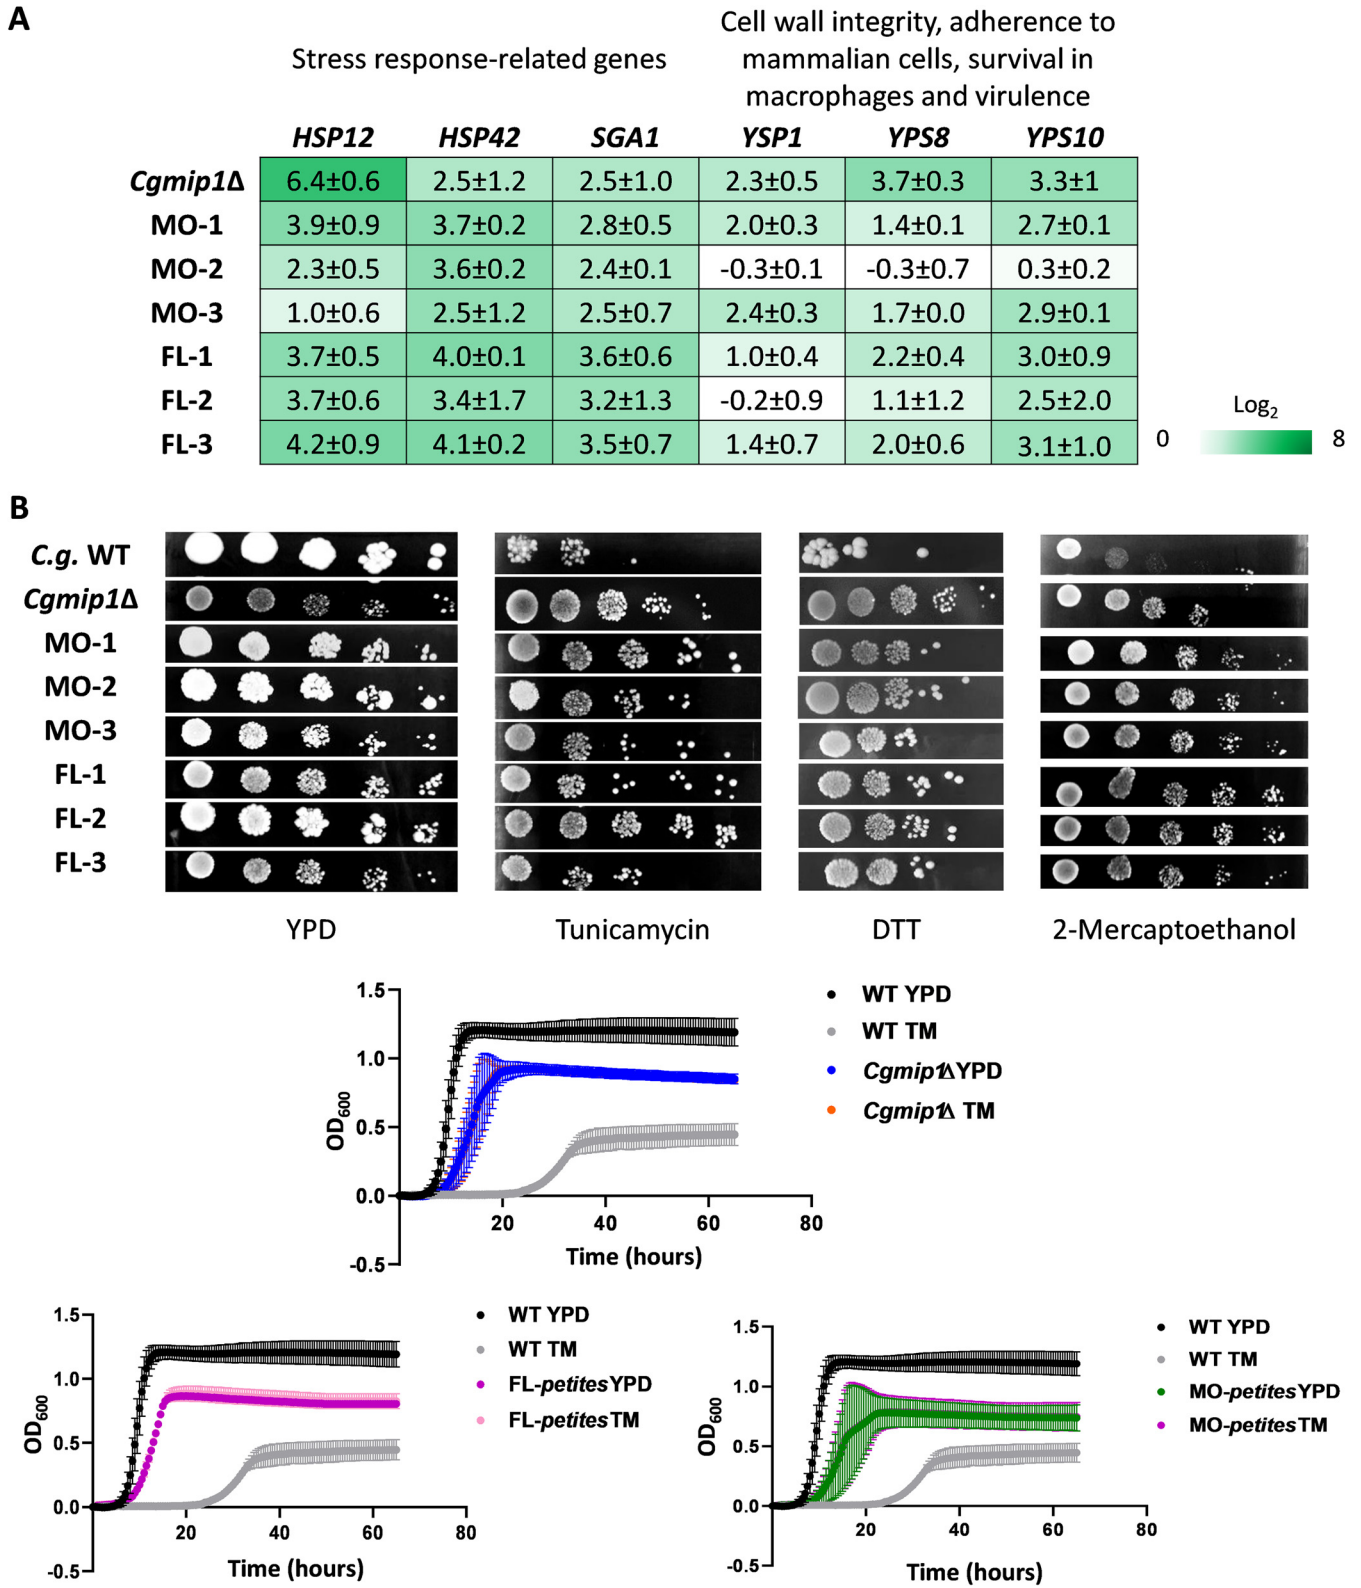 A
Stress response-related genes
Cell wall integrity, adherence to
mammalian cells, survival in
macrophages and virulence
HSP12 HSP42 SGA1 YSP1 YPS8 YPS10
Cgmip1Δ 6.4±0.6 2.5±1.2 2.5±1.0 2.3±0.5 3.7±0.3 3.3±1
MO-1 3.9±0.9 3.7±0.2 2.8±0.5 2.0±0.3 1.4±0.1 2.7±0.1
MO-2 2.3±0.5 3.6±0.2 2.4±0.1 -0.3±0.1 -0.3±0.7 0.3±0.2
MO-3 1.0±0.6 2.5±1.2 2.5±0.7 2.4±0.3 1.7±0.0 2.9±0.1
FL-1 3.7±0.5 4.0±0.1 3.6±0.6 1.0±0.4 2.2±0.4 3.0±0.9
FL-2 3.7±0.6 3.4±1.7 3.2±1.3 -0.2±0.9 1.1±1.2 2.5±2.0
FL-3 4.2±0.9 4.1±0.2 3.5±0.7 1.4±0.7 2.0±0.6 3.1±1.0
Log2
0 8
B
C.g. WT
Cgmip1Δ
MO-1
MO-2
MO-3
FL-1
FL-2
FL-3
YPD Tunicamycin DTT 2-Mercaptoethanol
1.5
1.0
0.5
0.0
-0.5
OD600
20 40 60 80
Time (hours)
WT YPD
WT TM
Cgmip1Δ YPD
Cgmip1Δ TM
1.5
1.0
0.5
0.0
-0.5
OD600
20 40 60 80
Time (hours)
WT YPD
WT TM
FL-petites YPD
FL-petites TM
1.5
1.0
0.5
0.0
-0.5
OD600
20 40 60 80
Time (hours)
WT YPD
WT TM
MO-petites YPD
MO-petites TM